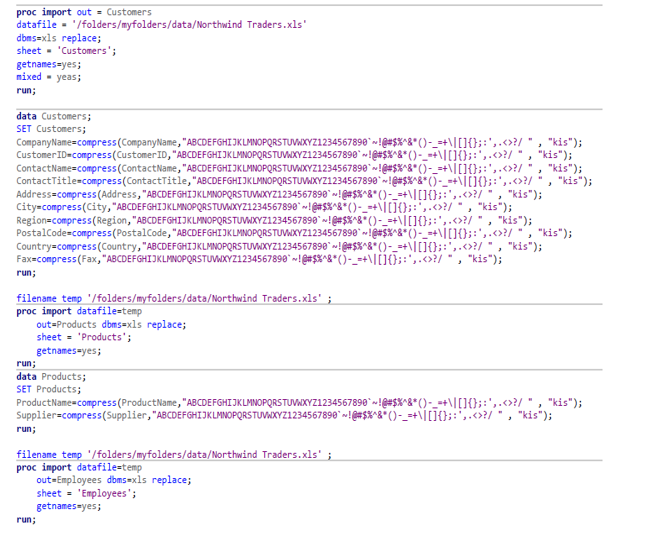 proc import out = Customers
datafile = '/folders/myfolders/data/Northwind Traders.xls'
dbms=xls replace;
sheet = 'Customers';
getnames=yes;
mixed = yeas;
run;
data Customers;
SET Customers;
CompanyName=compress(CompanyName,"ABCDEFGHIJKLMNOPQRSTUVWXYZ1234567890`~!@#$%^&*()-_=+\|[]{};:',.<>?/ " , "kis");
CustomerID=compress(CustomerID,"ABCDEFGHIJKLMNOPQRSTUVWXYZ1234567890`~!@#$%^&*()-_=+\|[]{};:',.<>?/ " , "kis");
ContactName=compress(ContactName,"ABCDEFGHIJKLMNOPQRSTUVWXYZ1234567890`~!@#$%^&*()-_=+\|[]{};:',.<>?/ " , "kis");
ContactTitle=compress(ContactTitle,"ABCDEFGHIJKLMNOPQRSTUVWXYZ1234567890`~!@#$%^&*()-_=+\|[]{};:',.<>?/ " , "kis");
Address=compress(Address,"ABCDEFGHIJKLMNOPQRSTUVWXYZ1234567890`~!@#$%^&*()-_=+\|[]{};:',.<>?/ " , "kis");
City=compress(City,"ABCDEFGHIJKLMNOPQRSTUVWXYZ1234567890`~!@#$%^&*()-_=+\|[]{};:',.<>?/ " , "kis");
Region=compress(Region,"ABCDEFGHIJKLMNOPQRSTUVWXYZ1234567890`~!@#$%^&*()-_=+\|[]{};:',.<>?/ " , "kis");
PostalCode=compress(PostalCode,"ABCDEFGHIJKLMNOPQRSTUVWXYZ1234567890`~!@#$%^&*()-_=+\|[]{};:',.<>?/ " , "kis");
Country=compress(Country,"ABCDEFGHIJKLMNOPQRSTUVWXYZ1234567890`~!@#$%^&*()-_=+\|[]{};:',.<>?/ " , "kis");
Fax=compress(Fax,"ABCDEFGHIJKLMNOPQRSTUVWXYZ1234567890`~!@#$%^&*()-_=+\|[]{};:',.<>?/ " , "kis");
run;
filename temp '/folders/myfolders/data/Northwind Traders.xls' ;
proc import datafile=temp
out=Products dbms=xls replace;
sheet = 'Products';
getnames=yes;
run;
data Products;
SET Products;
ProductName=compress(ProductName,"ABCDEFGHIJKLMNOPQRSTUVWXYZ1234567890`~!@#$%^&*()-_=+\|[]{};:',.<>?/ " , "kis");
Supplier=compress(Supplier,"ABCDEFGHIJKLMNOPQRSTUVWXYZ1234567890`~!@#$%^&*()-_=+\|[]{};:',.<>?/ " , "kis");
run;
filename temp '/folders/myfolders/data/Northwind Traders.xls' ;
proc import datafile=temp
out=Employees dbms=xls replace;
sheet = 'Employees';
getnames=yes;
run;